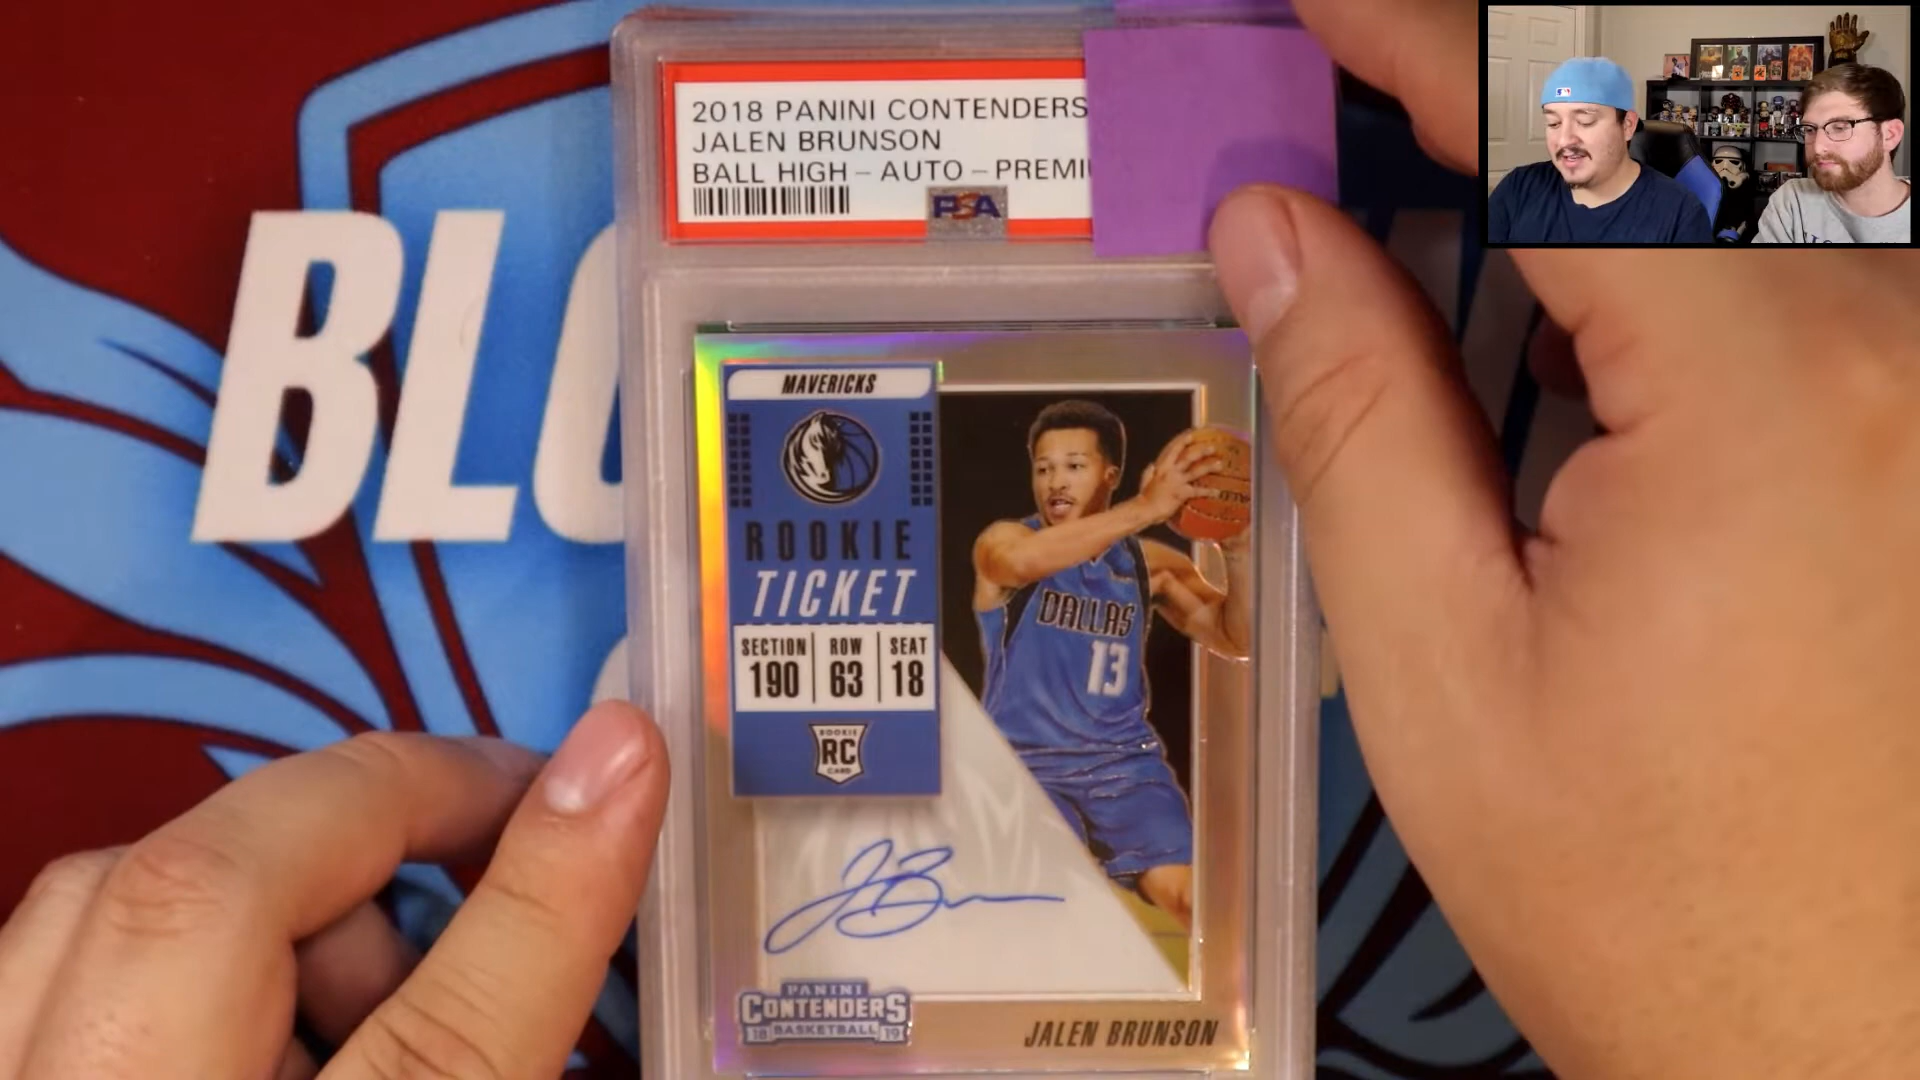 2018 PANINI CONTENDERS
JALEN BRUNSON
BALL HIGH – AUTO – PREMI
PSA
BL
MAVERICKS
ROOKIE
TICKET
SECTION ROW SEAT
190 63 18
ROOKIE
RC
CARD
DALLAS
13
PANINI
CONTENDERS
18 BASKETBALL 19
JALEN BRUNSON